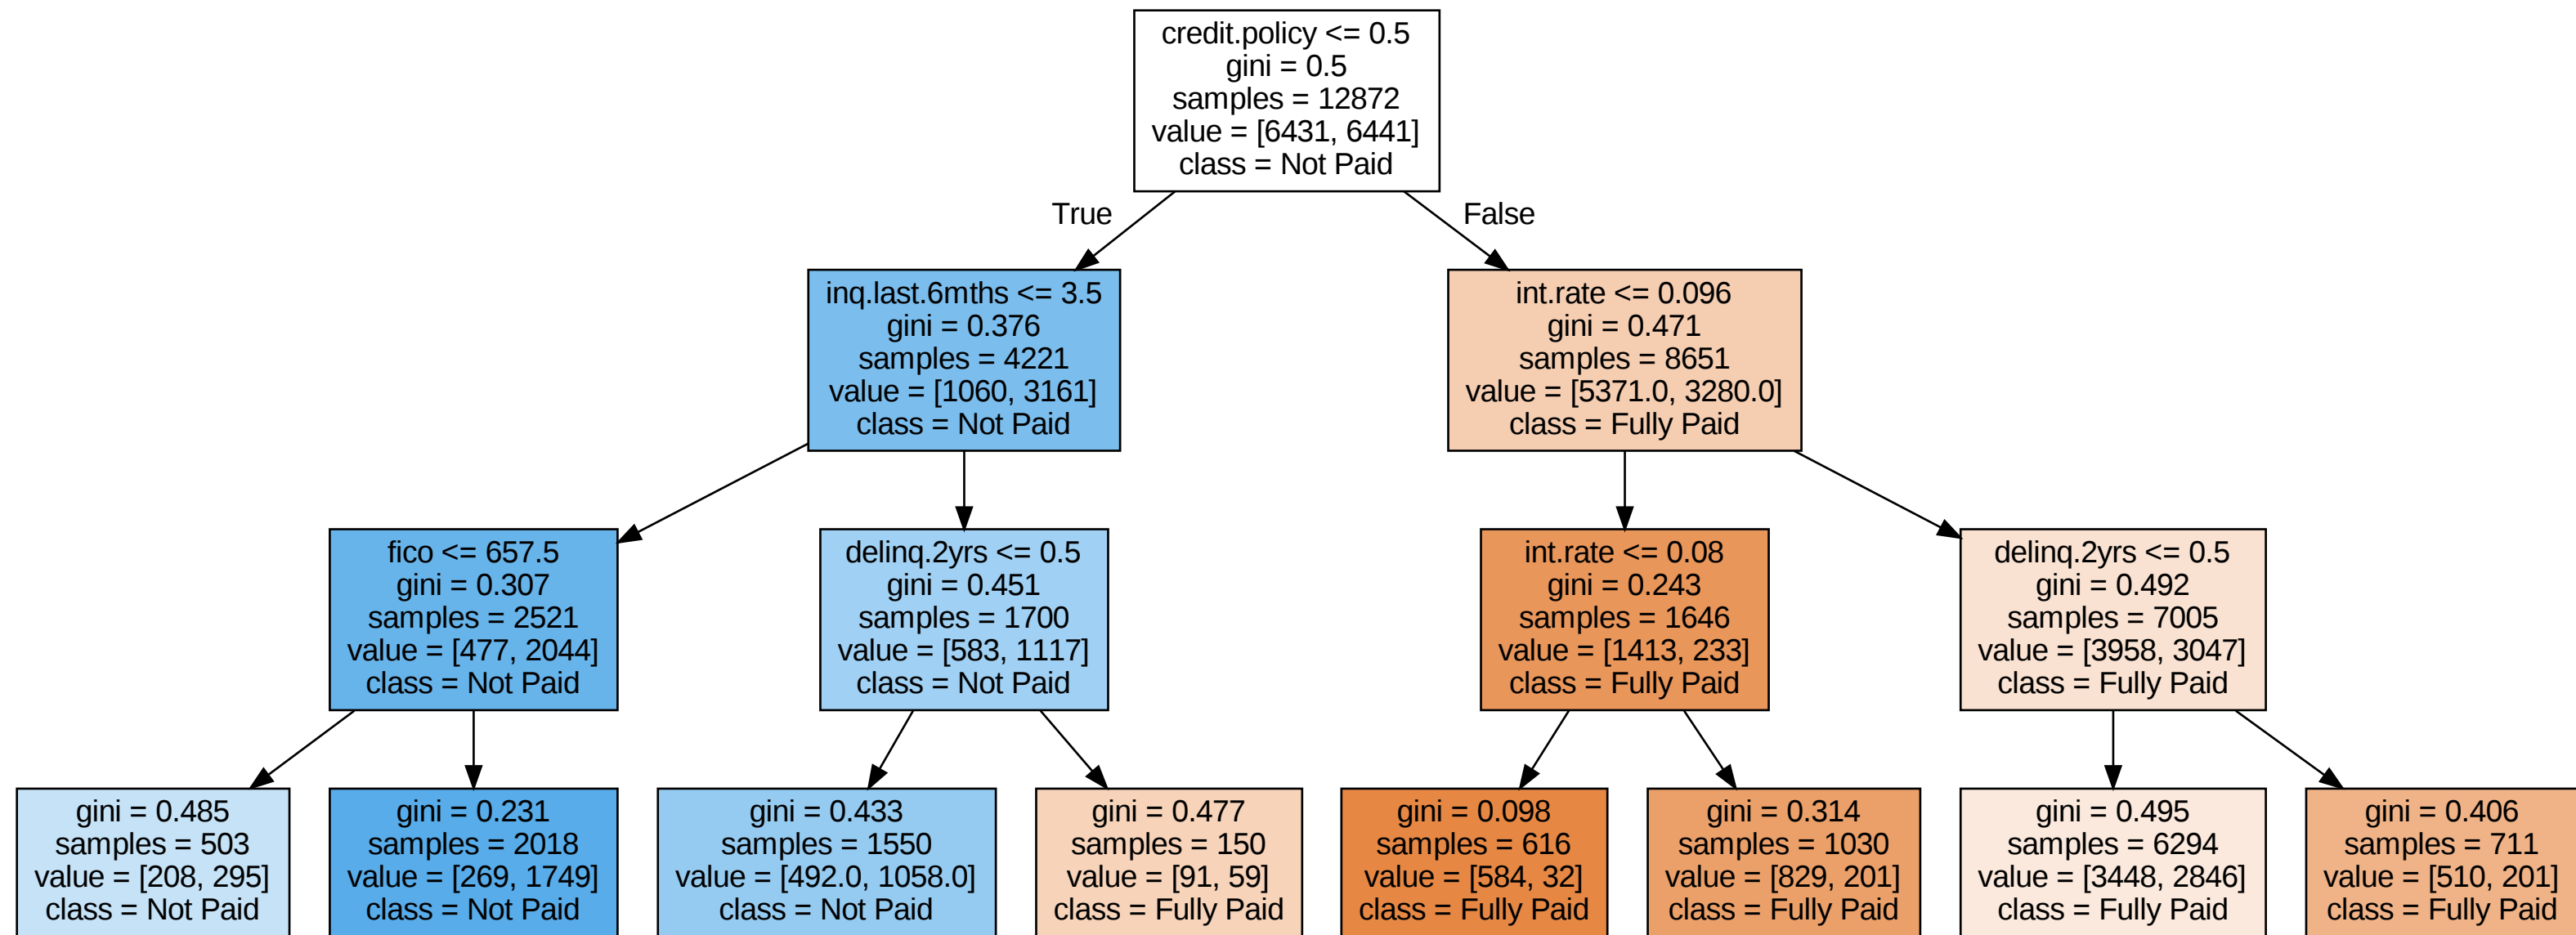 credit.policy <= 0.5
gini = 0.5
samples = 12872
value = [6431, 6441]
class = Not Paid
True
False
inq.last.6mths <= 3.5
gini = 0.376
samples = 4221
value = [1060, 3161]
class = Not Paid
int.rate <= 0.096
gini = 0.471
samples = 8651
value = [5371.0, 3280.0]
class = Fully Paid
fico <= 657.5
gini = 0.307
samples = 2521
value = [477, 2044]
class = Not Paid
delinq.2yrs <= 0.5
gini = 0.451
samples = 1700
value = [583, 1117]
class = Not Paid
int.rate <= 0.08
gini = 0.243
samples = 1646
value = [1413, 233]
class = Fully Paid
delinq.2yrs <= 0.5
gini = 0.492
samples = 7005
value = [3958, 3047]
class = Fully Paid
gini = 0.485
samples = 503
value = [208, 295]
class = Not Paid
gini = 0.231
samples = 2018
value = [269, 1749]
class = Not Paid
gini = 0.433
samples = 1550
value = [492.0, 1058.0]
class = Not Paid
gini = 0.477
samples = 150
value = [91, 59]
class = Fully Paid
gini = 0.098
samples = 616
value = [584, 32]
class = Fully Paid
gini = 0.314
samples = 1030
value = [829, 201]
class = Fully Paid
gini = 0.495
samples = 6294
value = [3448, 2846]
class = Fully Paid
gini = 0.406
samples = 711
value = [510, 201]
class = Fully Paid